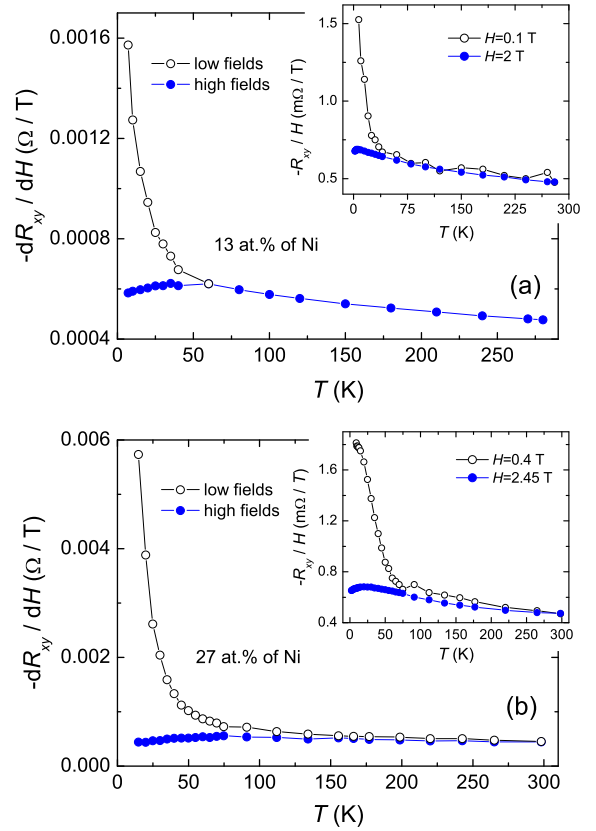 0.0016
0.0012
0.0008
0.0004
-dR_xy / dH (Ω / T)
low fields
high fields
13 at.% of Ni
(a)
0 50 100 150 200 250
T (K)
1.5
1.0
0.5
-R_xy / H (mΩ / T)
H=0.1 T
H=2 T
0 75 150 225 300
T (K)
0.006
0.004
0.002
0.000
-dR_xy / dH (Ω / T)
low fields
high fields
27 at.% of Ni
(b)
0 50 100 150 200 250 300
T (K)
1.6
1.2
0.8
0.4
-R_xy / H (mΩ / T)
H=0.4 T
H=2.45 T
0 50 100 150 200 250 300
T (K)